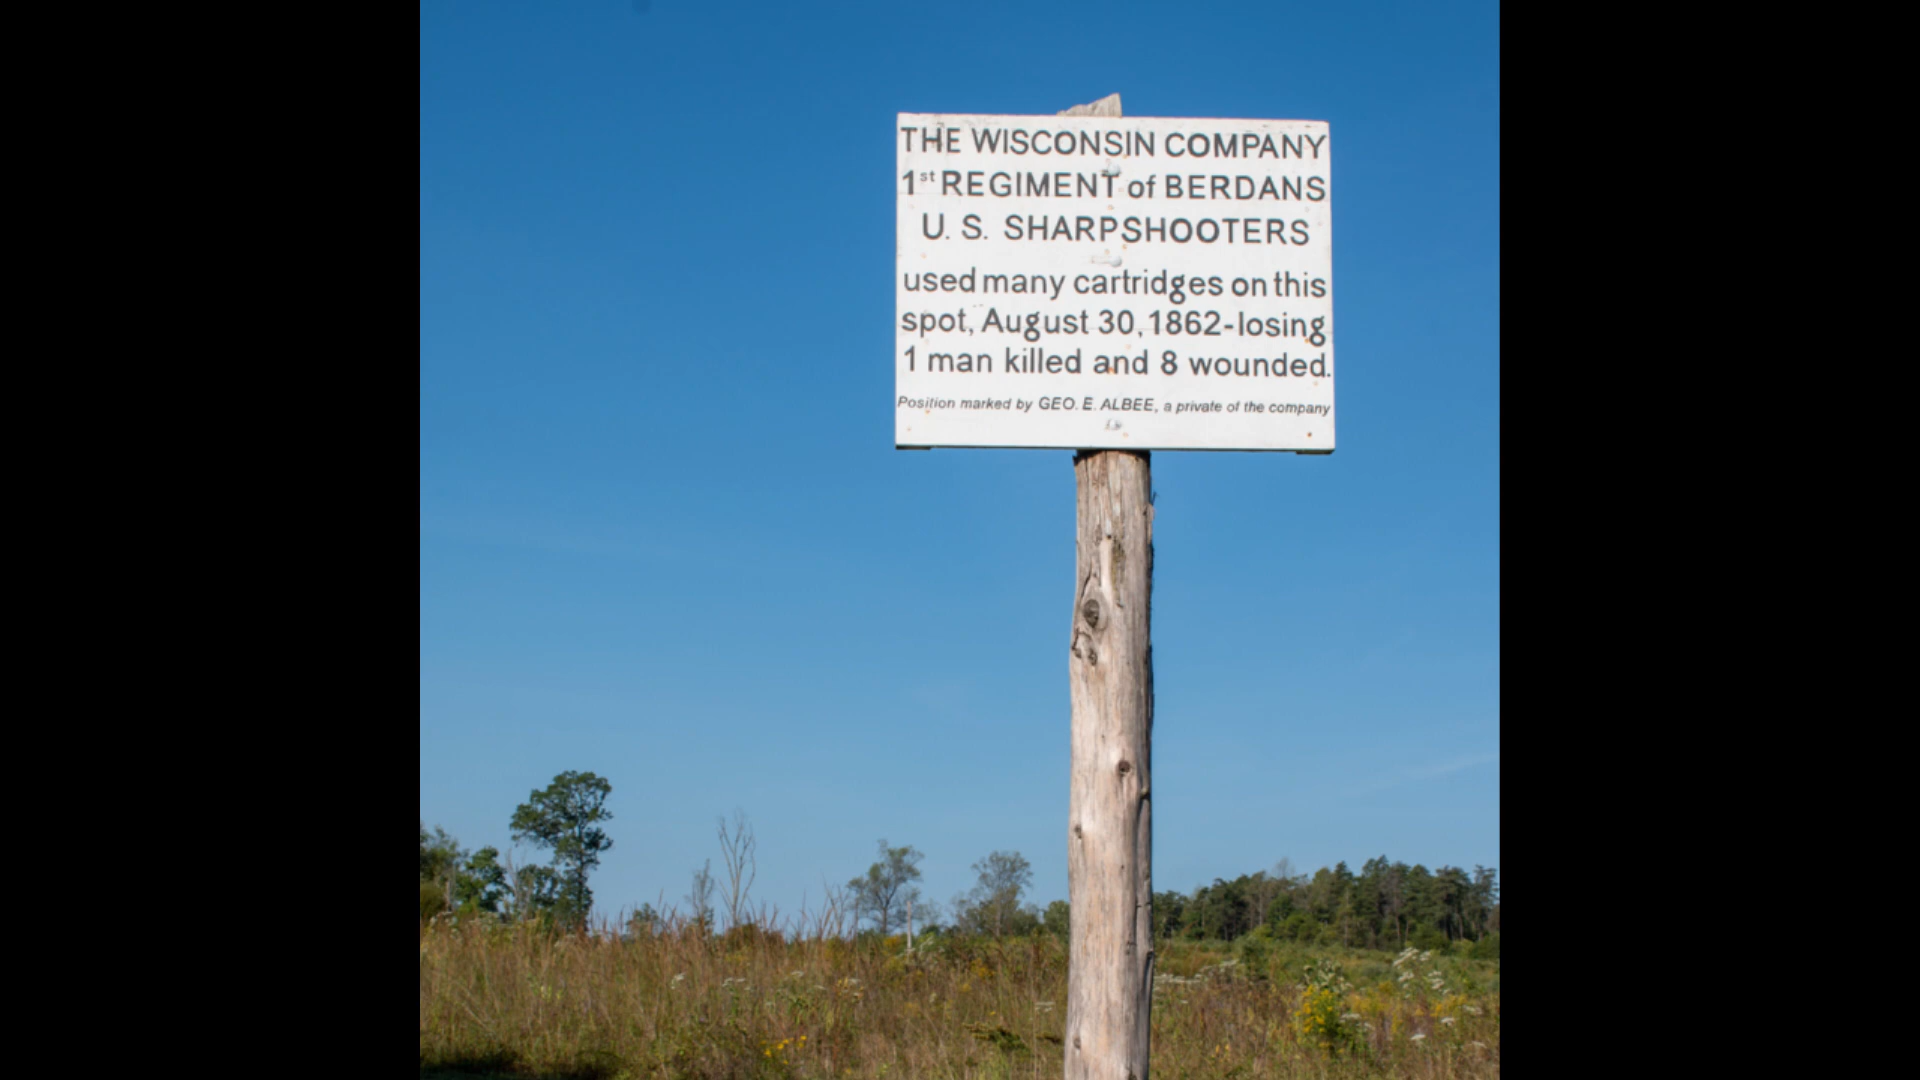 THE WISCONSIN COMPANY
1st REGIMENT of BERDANS
U. S. SHARPSHOOTERS
used many cartridges on this
spot, August 30, 1862-losing
1 man killed and 8 wounded.
Position marked by GEO. E. ALBEE, a private of the company